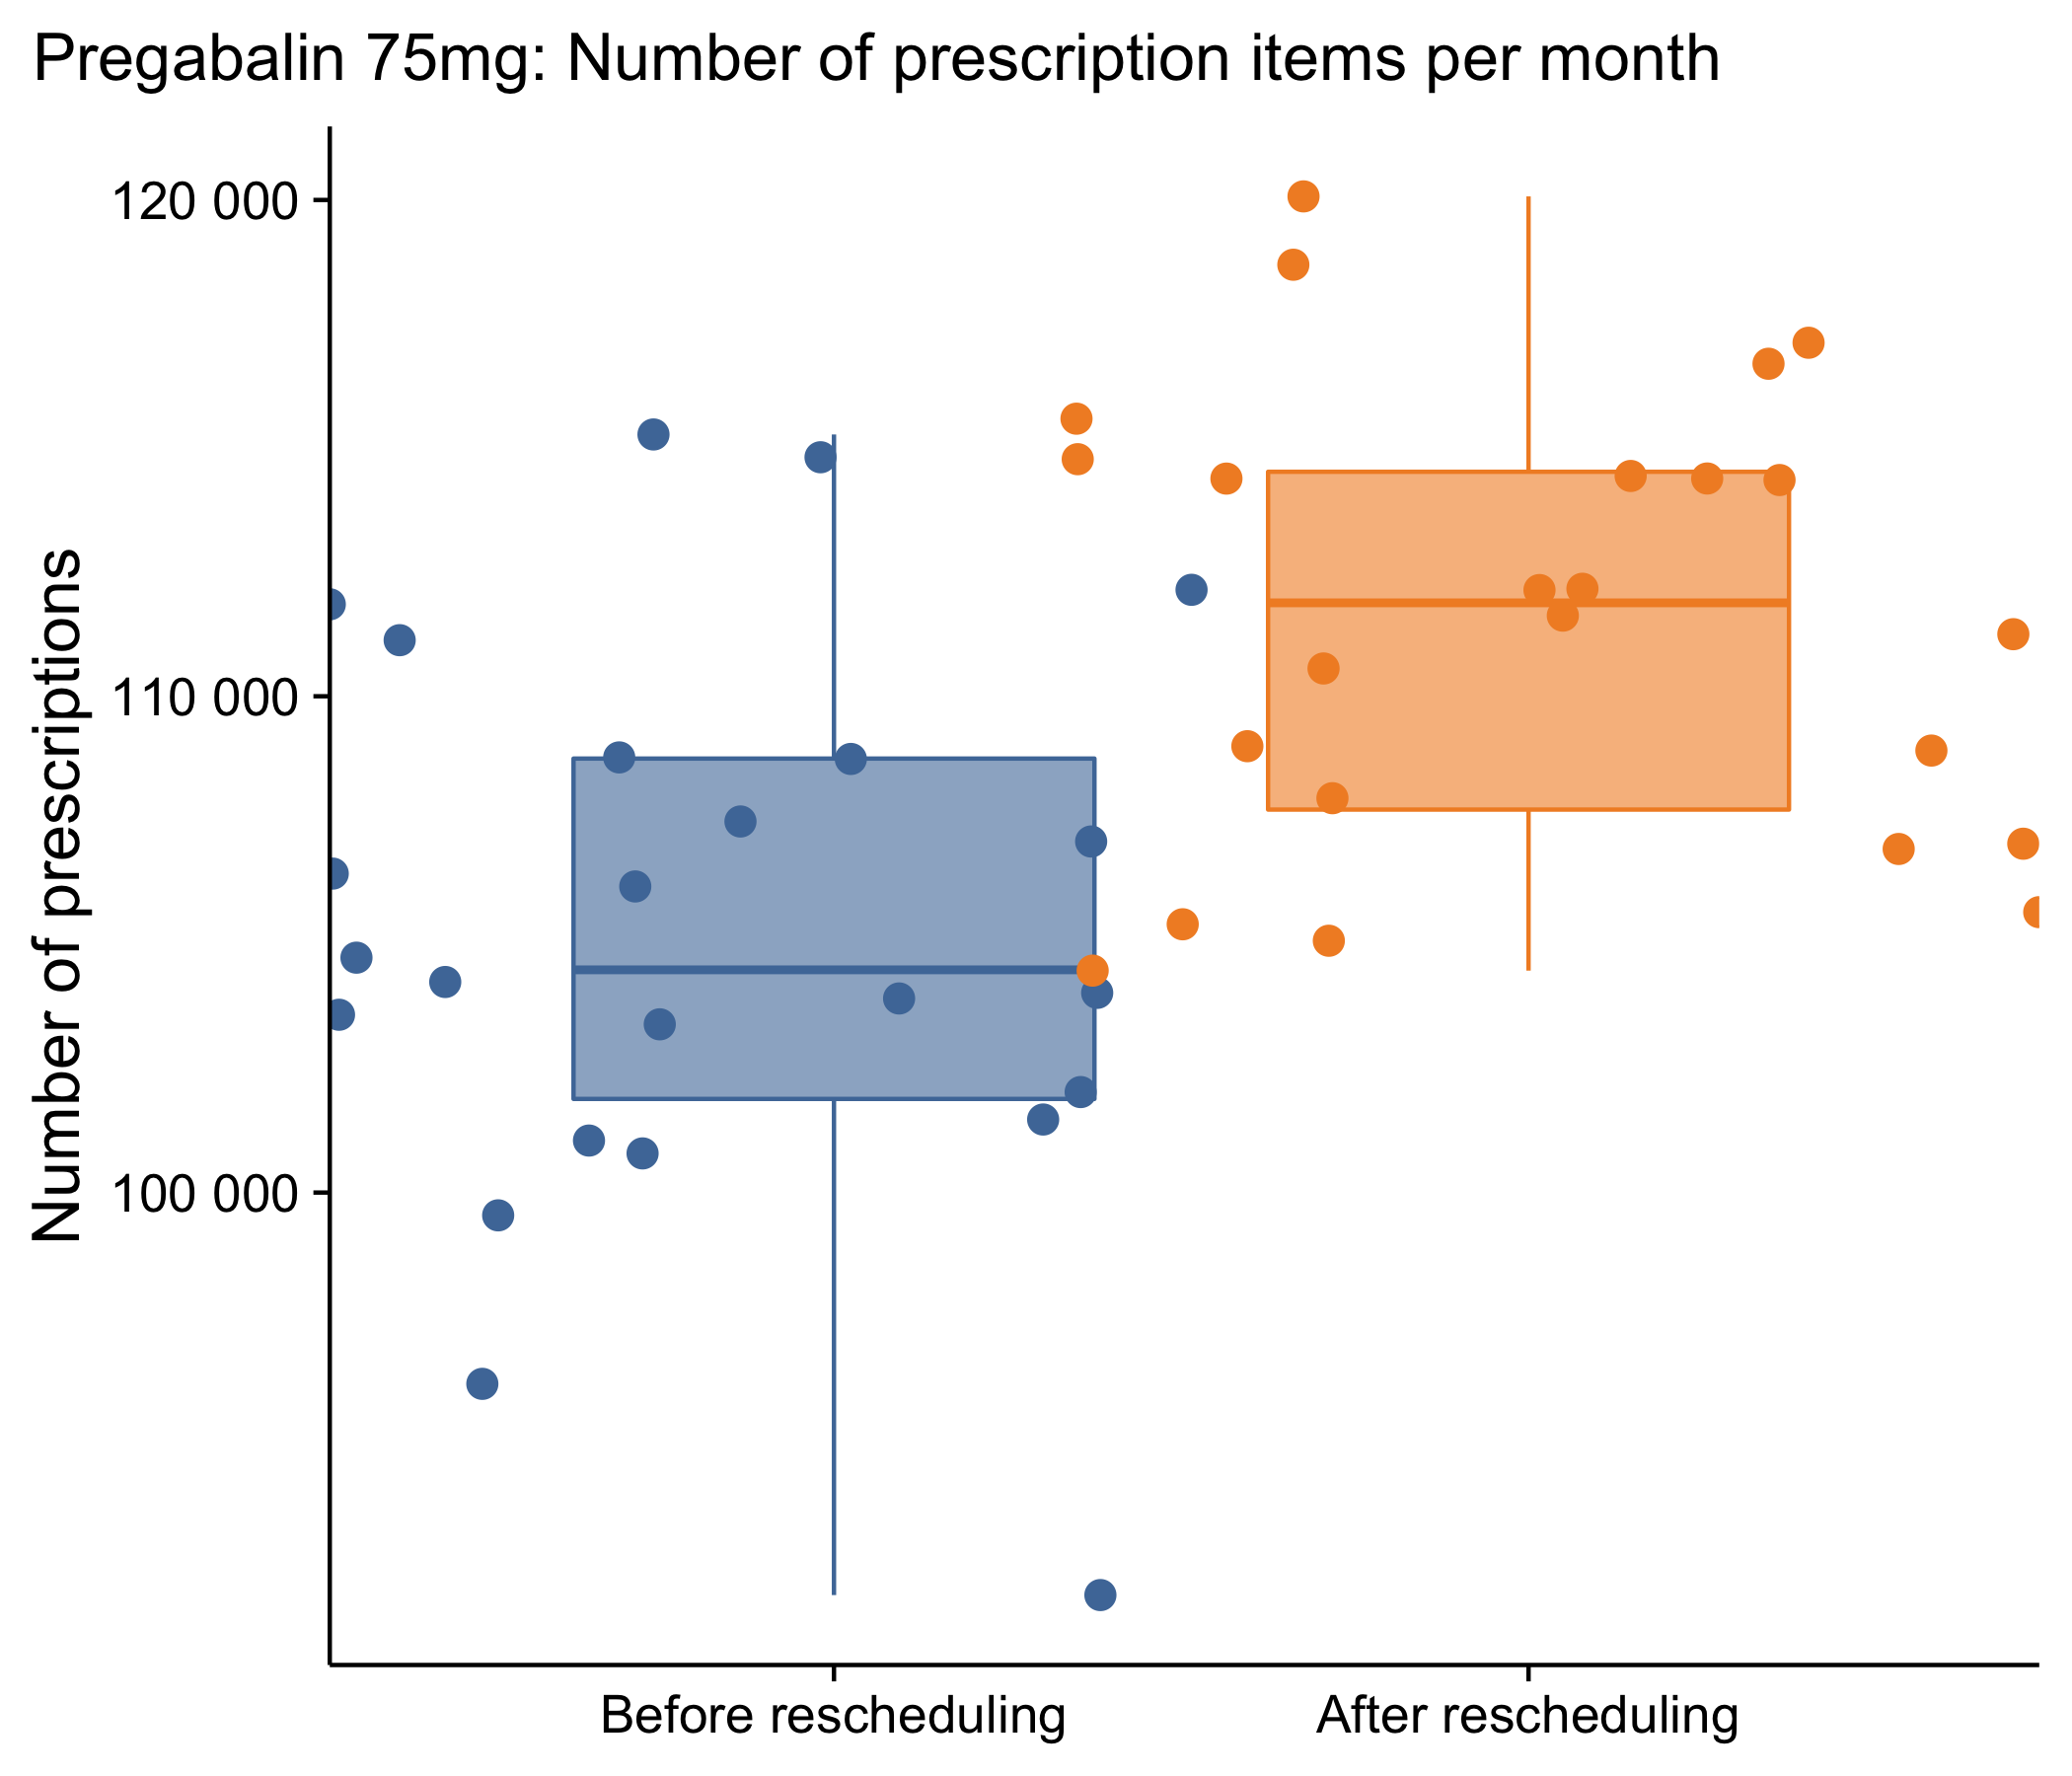 Pregabalin 75mg: Number of prescription items per month
Number of prescriptions
120 000
110 000
100 000
Before rescheduling
After rescheduling